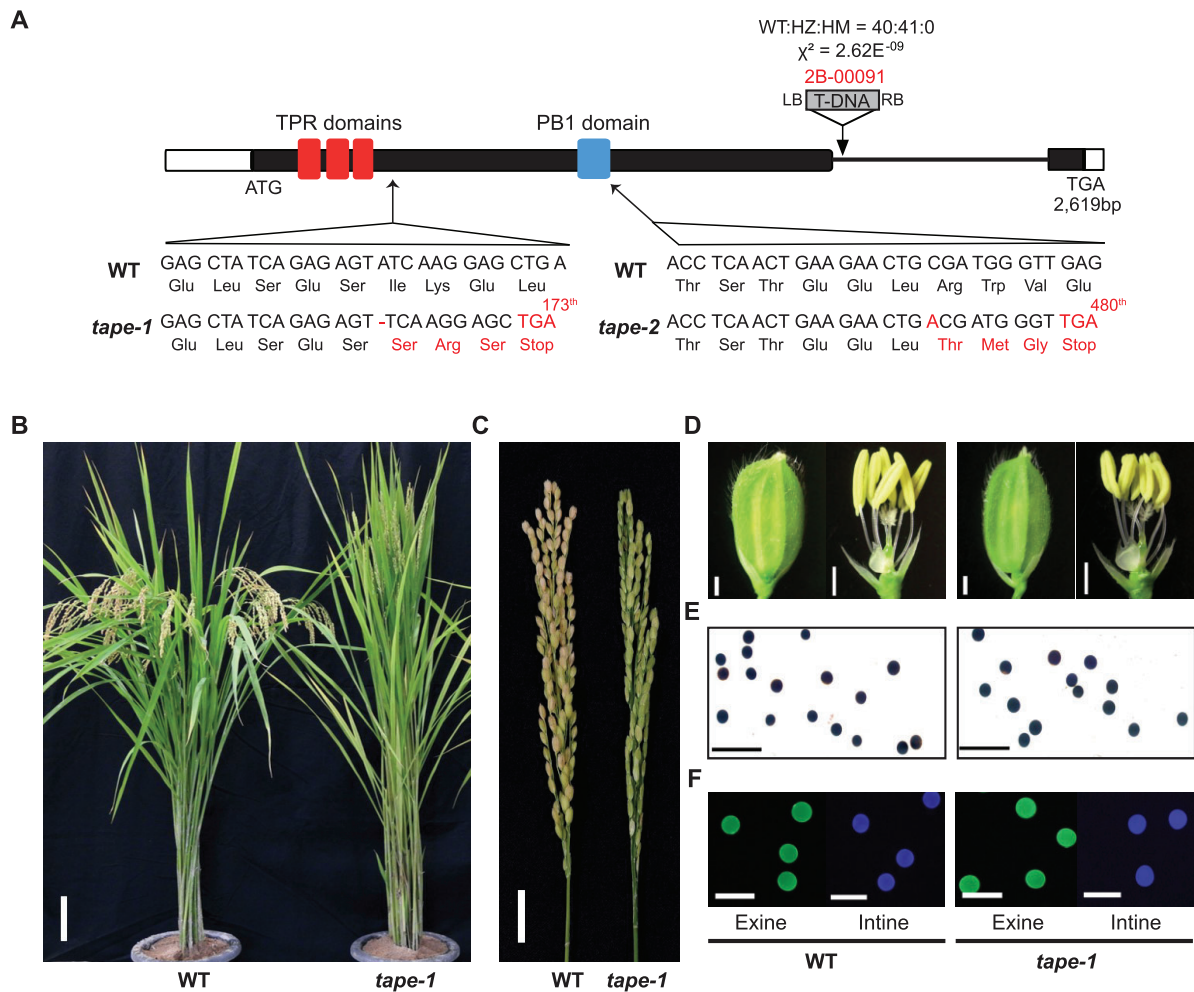 A
WT:HZ:HM = 40:41:0
χ² = 2.62E⁻⁰⁹
2B-00091
LB T-DNA RB
TPR domains
PB1 domain
ATG
TGA
2,619bp
WT GAG CTA TCA GAG AGT ATC AAG GAG CTG A
Glu Leu Ser Glu Ser Ile Lys Glu Leu
173ᵗʰ
tape-1 GAG CTATCAGAGAGT -TCA AGG AGC TGA
Glu Leu Ser Glu Ser Ser Arg Ser Stop
WT ACC TCA ACT GAA GAA CTG CGA TGG GTT GAG
Thr Ser Thr Glu Glu Leu Arg Trp Val Glu
480ᵗʰ
tape-2 ACC TCA ACT GAA GAA CTG ACG ATG GGT TGA
Thr Ser Thr Glu Glu Leu Thr Met Gly Stop
B
WT tape-1
C
WT tape-1
D
E
F
Exine Intine Exine Intine
WT tape-1